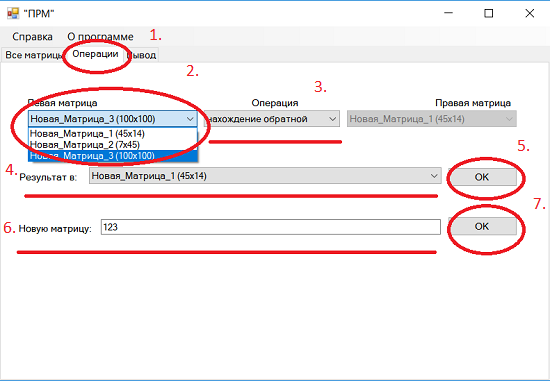 "ПРМ"
Справка О программе 1.
Все матрицы Операции Вывод
2.
3.
Левая матрица Операция Правая матрица
Новая_Матрица_3 (100x100) нахождение обратной Новая_Матрица_1 (45x14)
Новая_Матрица_1 (45x14)
Новая_Матрица_2 (7x45)
Новая_Матрица_3 (100x100)
5.
4. Результат в: Новая_Матрица_1 (45x14) OK
7.
6. Новую матрицу: 123 OK